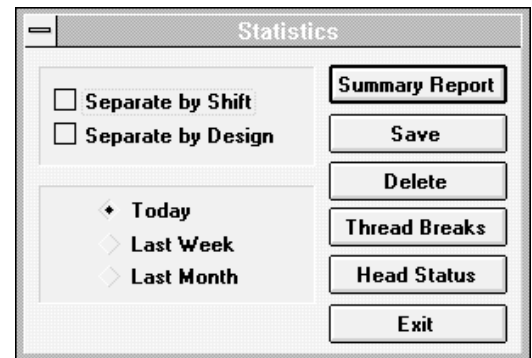 Statistics
Separate by Shift
Separate by Design
Today
Last Week
Last Month
Summary Report
Save
Delete
Thread Breaks
Head Status
Exit